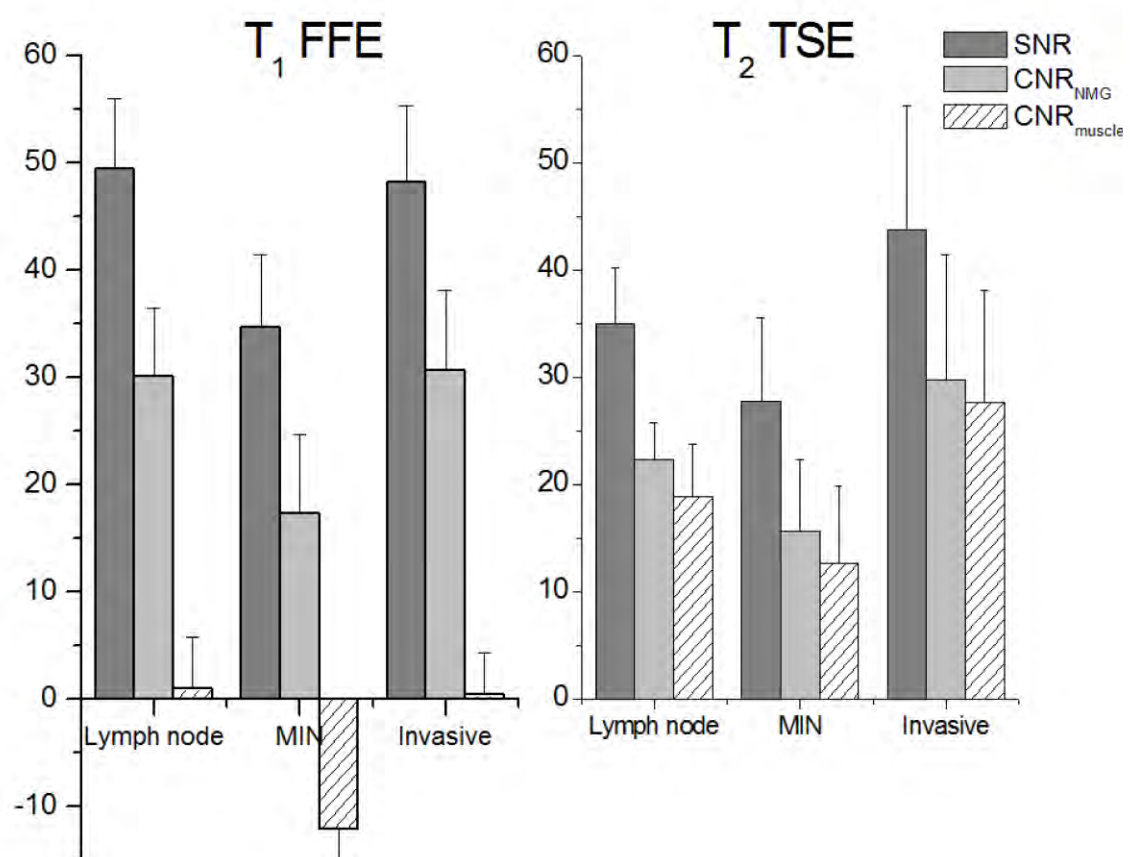 T1 FFE
60
50
40
30
20
10
0
-10
Lymph node MIN Invasive
T2 TSE
60
50
40
30
20
10
0
Lymph node MIN Invasive
SNR
CNRNMG
CNRmuscle